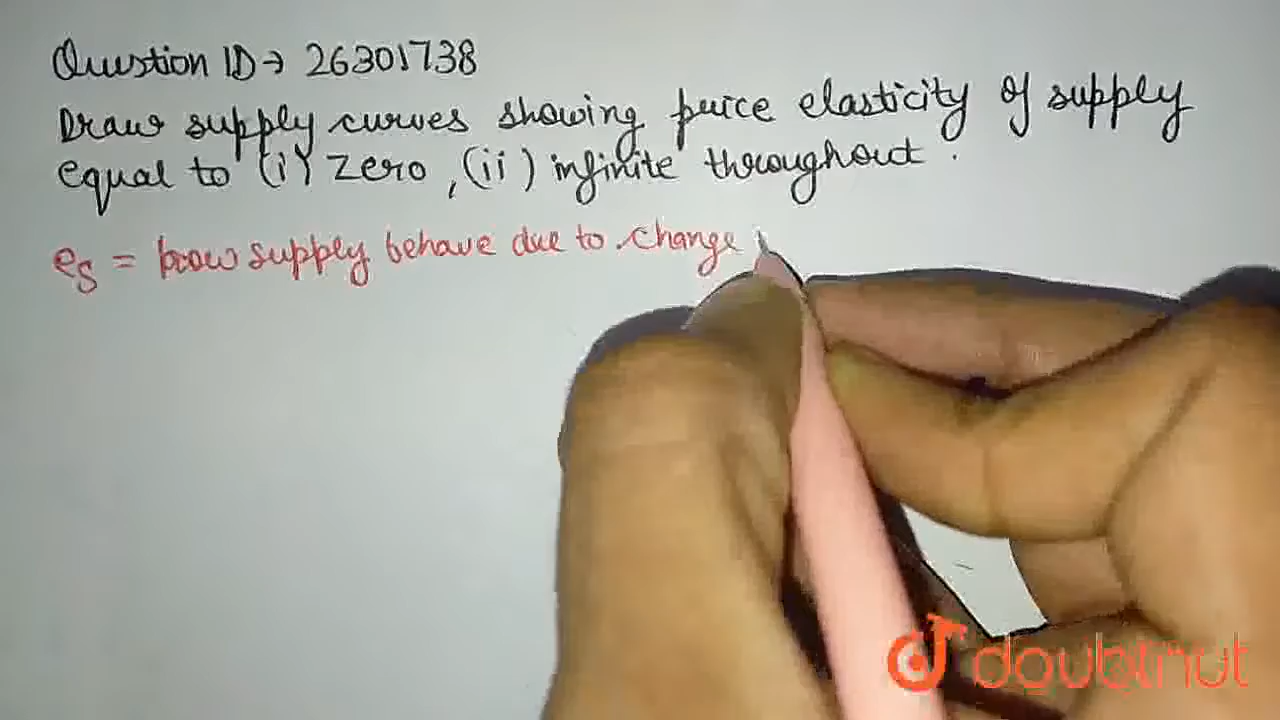 Question ID → 26301738
Draw supply curves showing price elasticity of supply
equal to (i) Zero, (ii) infinite throughout.
es = how supply behave due to change
doubtnut